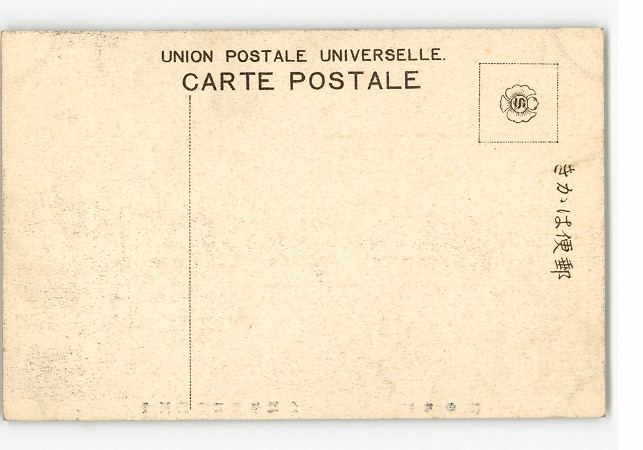 UNION POSTALE UNIVERSELLE.
CARTE POSTALE
S
きかは便郵